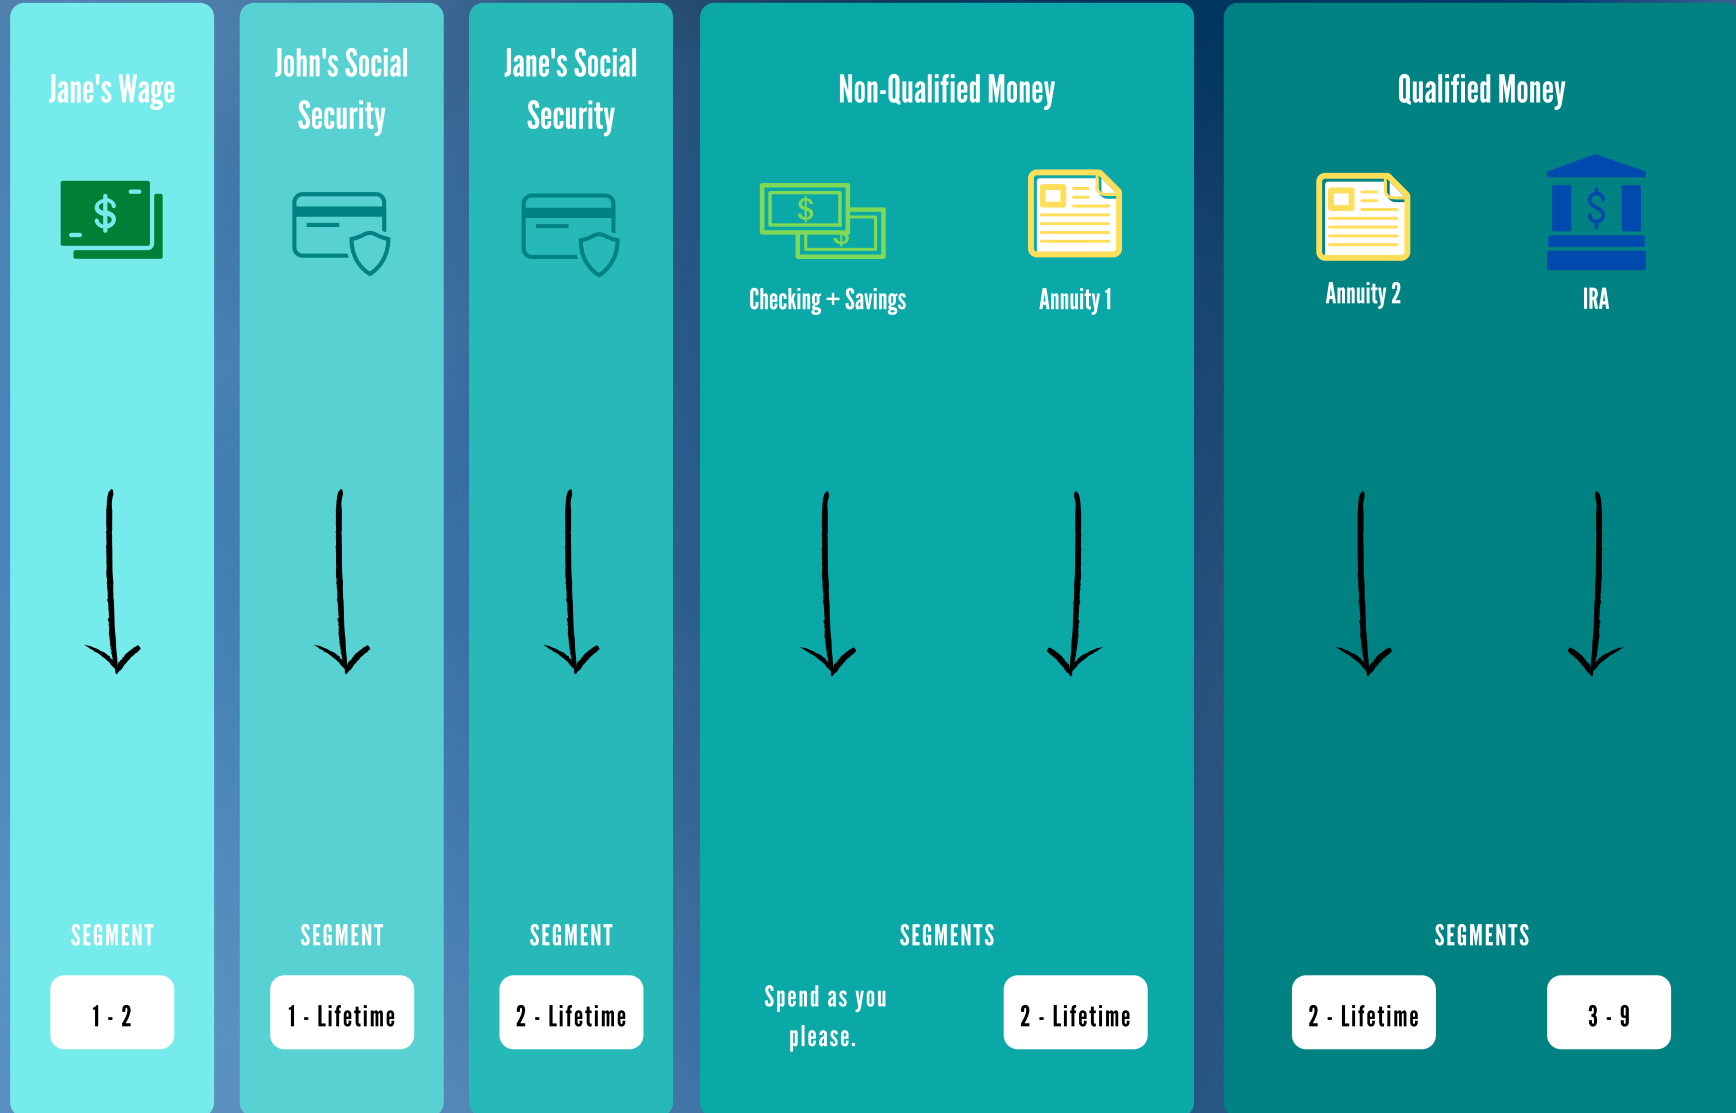 Jane's Wage
SEGMENT
1 - 2
John's Social
Security
SEGMENT
1 - Lifetime
Jane's Social
Security
SEGMENT
2 - Lifetime
Non-Qualified Money
$
$
Checking + Savings
Annuity 1
SEGMENTS
Spend as you
please.
2 - Lifetime
Qualified Money
$
Annuity 2
IRA
SEGMENTS
2 - Lifetime
3 - 9